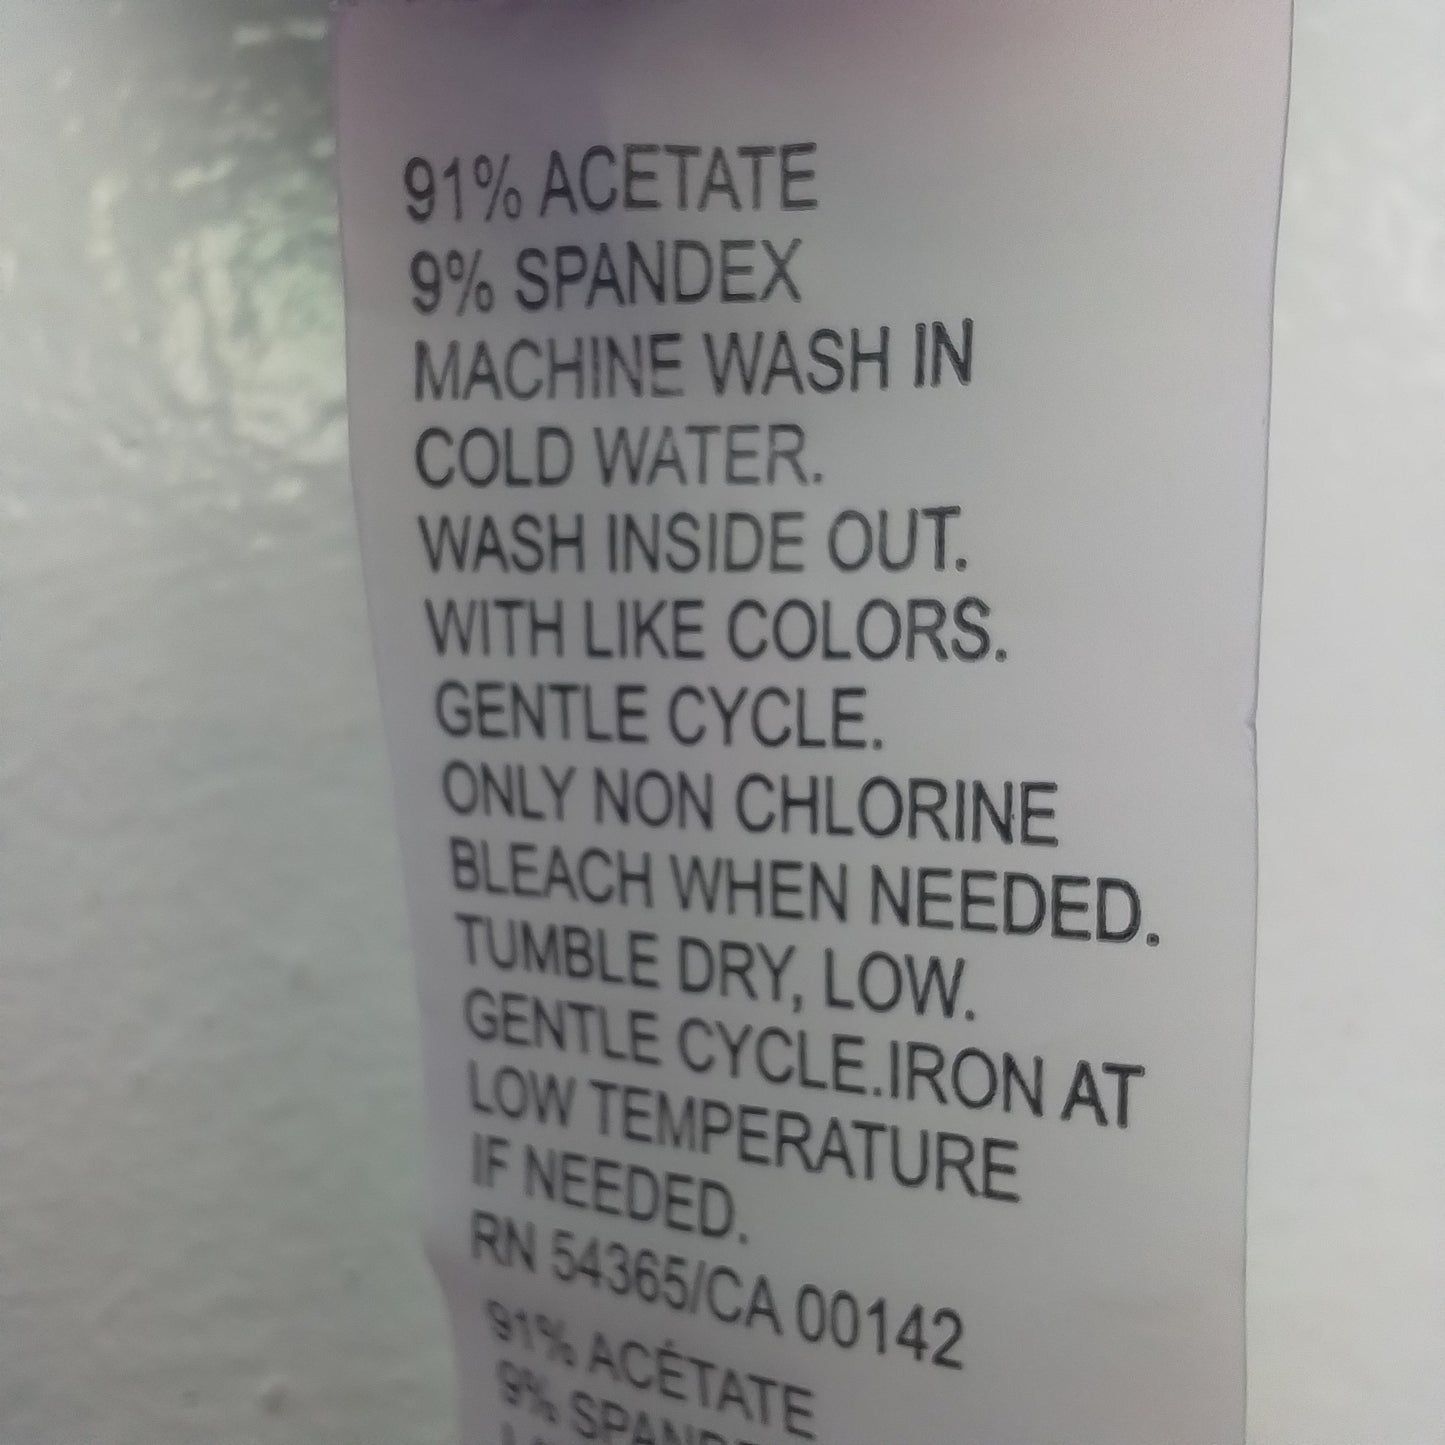 91% ACETATE
9% SPANDEX
MACHINE WASH IN
COLD WATER.
WASH INSIDE OUT.
WITH LIKE COLORS.
GENTLE CYCLE.
ONLY NON CHLORINE
BLEACH WHEN NEEDED.
TUMBLE DRY, LOW.
GENTLE CYCLE.IRON AT
LOW TEMPERATURE
IF NEEDED.
RN 54365/CA 00142
91% ACÉTATE
9%